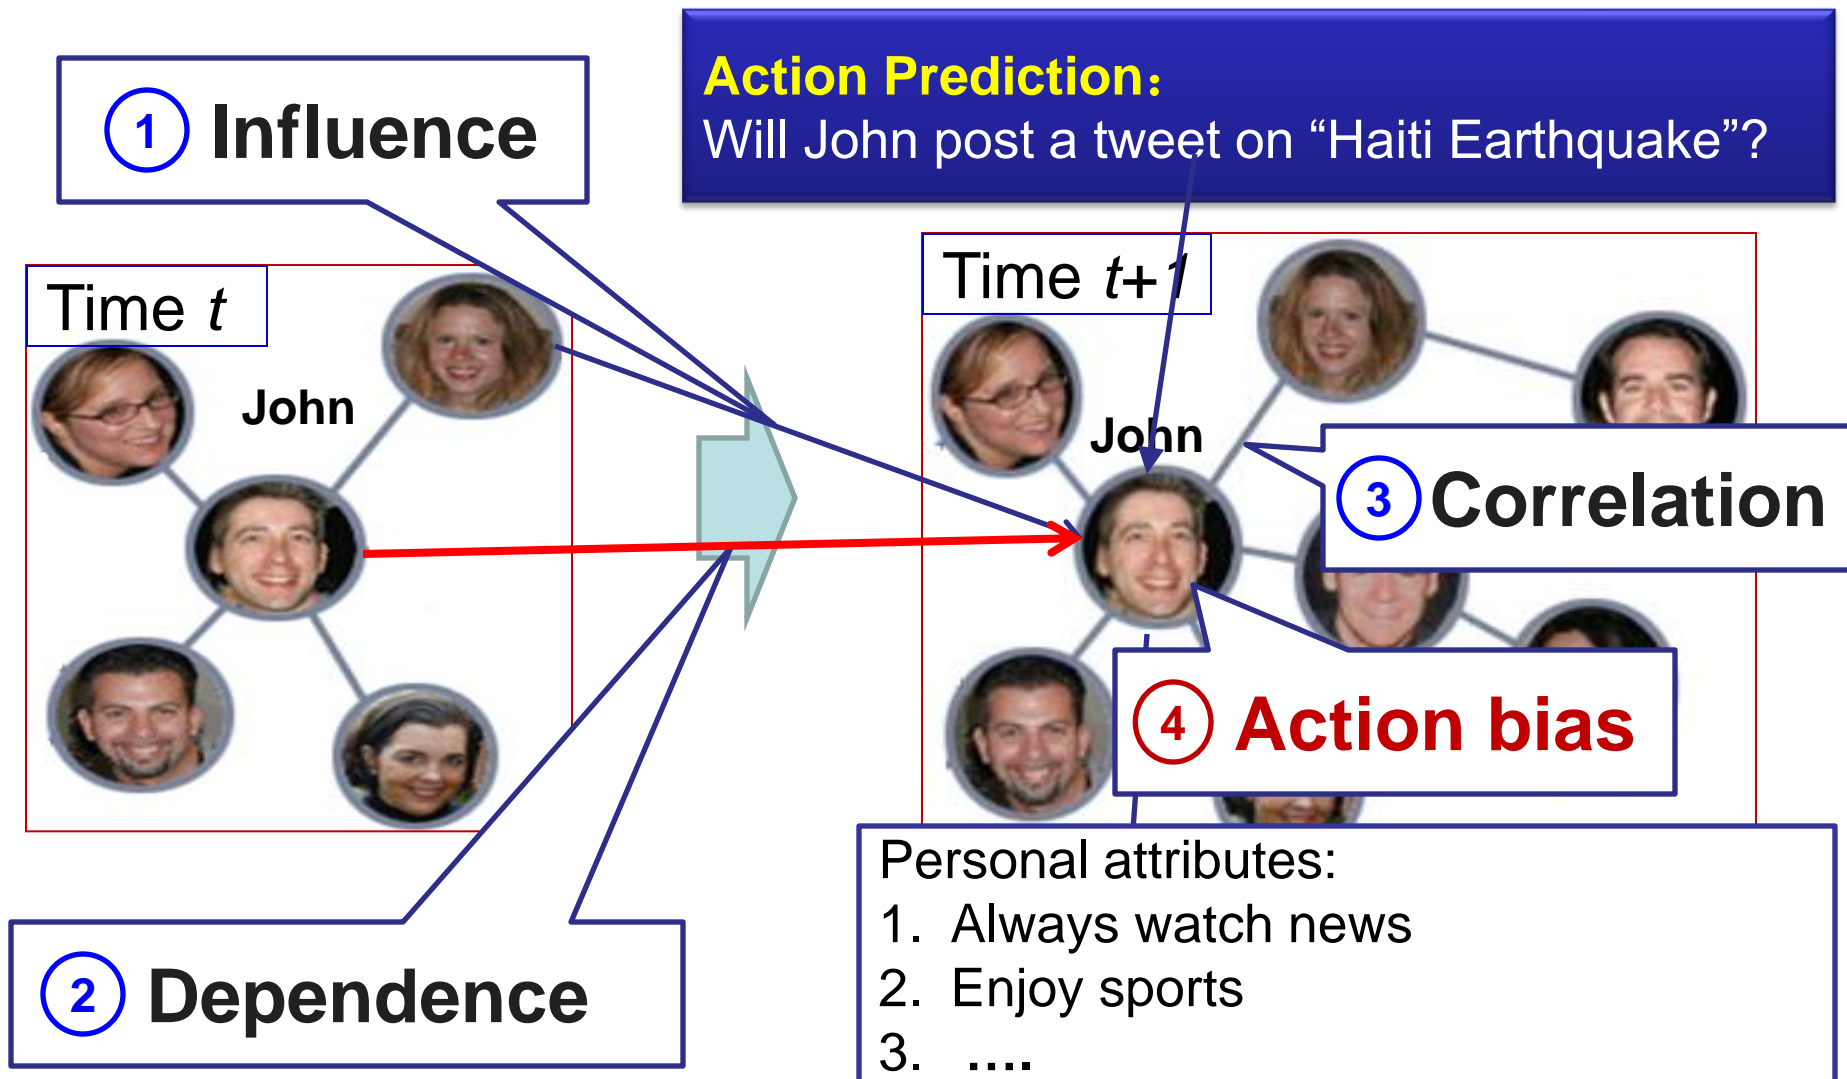 Action Prediction：
Will John post a tweet on “Haiti Earthquake”?
1 Influence
Time t
John
Time t+1
John
3 Correlation
4 Action bias
2 Dependence
Personal attributes:
1. Always watch news
2. Enjoy sports
3. ....